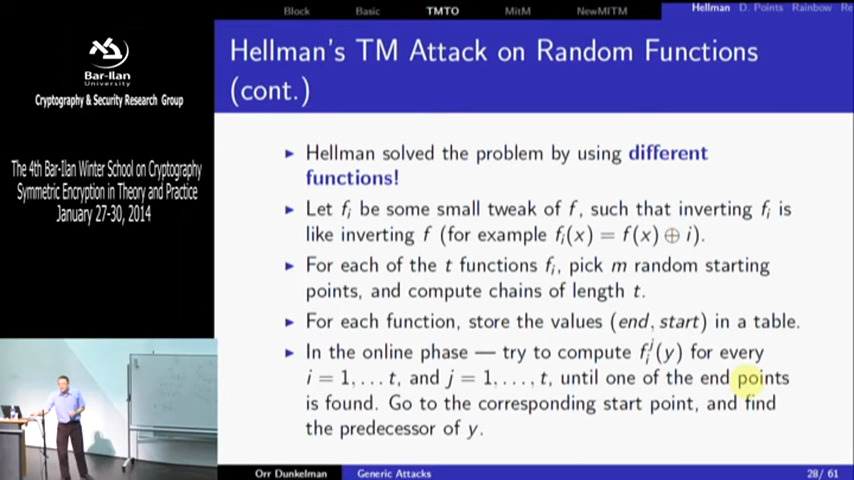 Block Basic TMTO MitM NewMITM Hellman D. Points Rainbow Re
Hellman's TM Attack on Random Functions
(cont.)
Bar-Ilan
University
Cryptography & Security Research Group
The 4th Bar-Ilan Winter School on Cryptography
Symmetric Encryption in Theory and Practice
January 27-30, 2014
► Hellman solved the problem by using different
functions!
► Let fᵢ be some small tweak of f, such that inverting fᵢ is
like inverting f (for example fᵢ(x) = f(x) ⊕ i).
► For each of the t functions fᵢ, pick m random starting
points, and compute chains of length t.
► For each function, store the values (end, start) in a table.
► In the online phase — try to compute fᵢʲ(y) for every
i = 1, . . . t, and j = 1, . . . , t, until one of the end points
is found. Go to the corresponding start point, and find
the predecessor of y.
Orr Dunkelman Generic Attacks 28/ 61